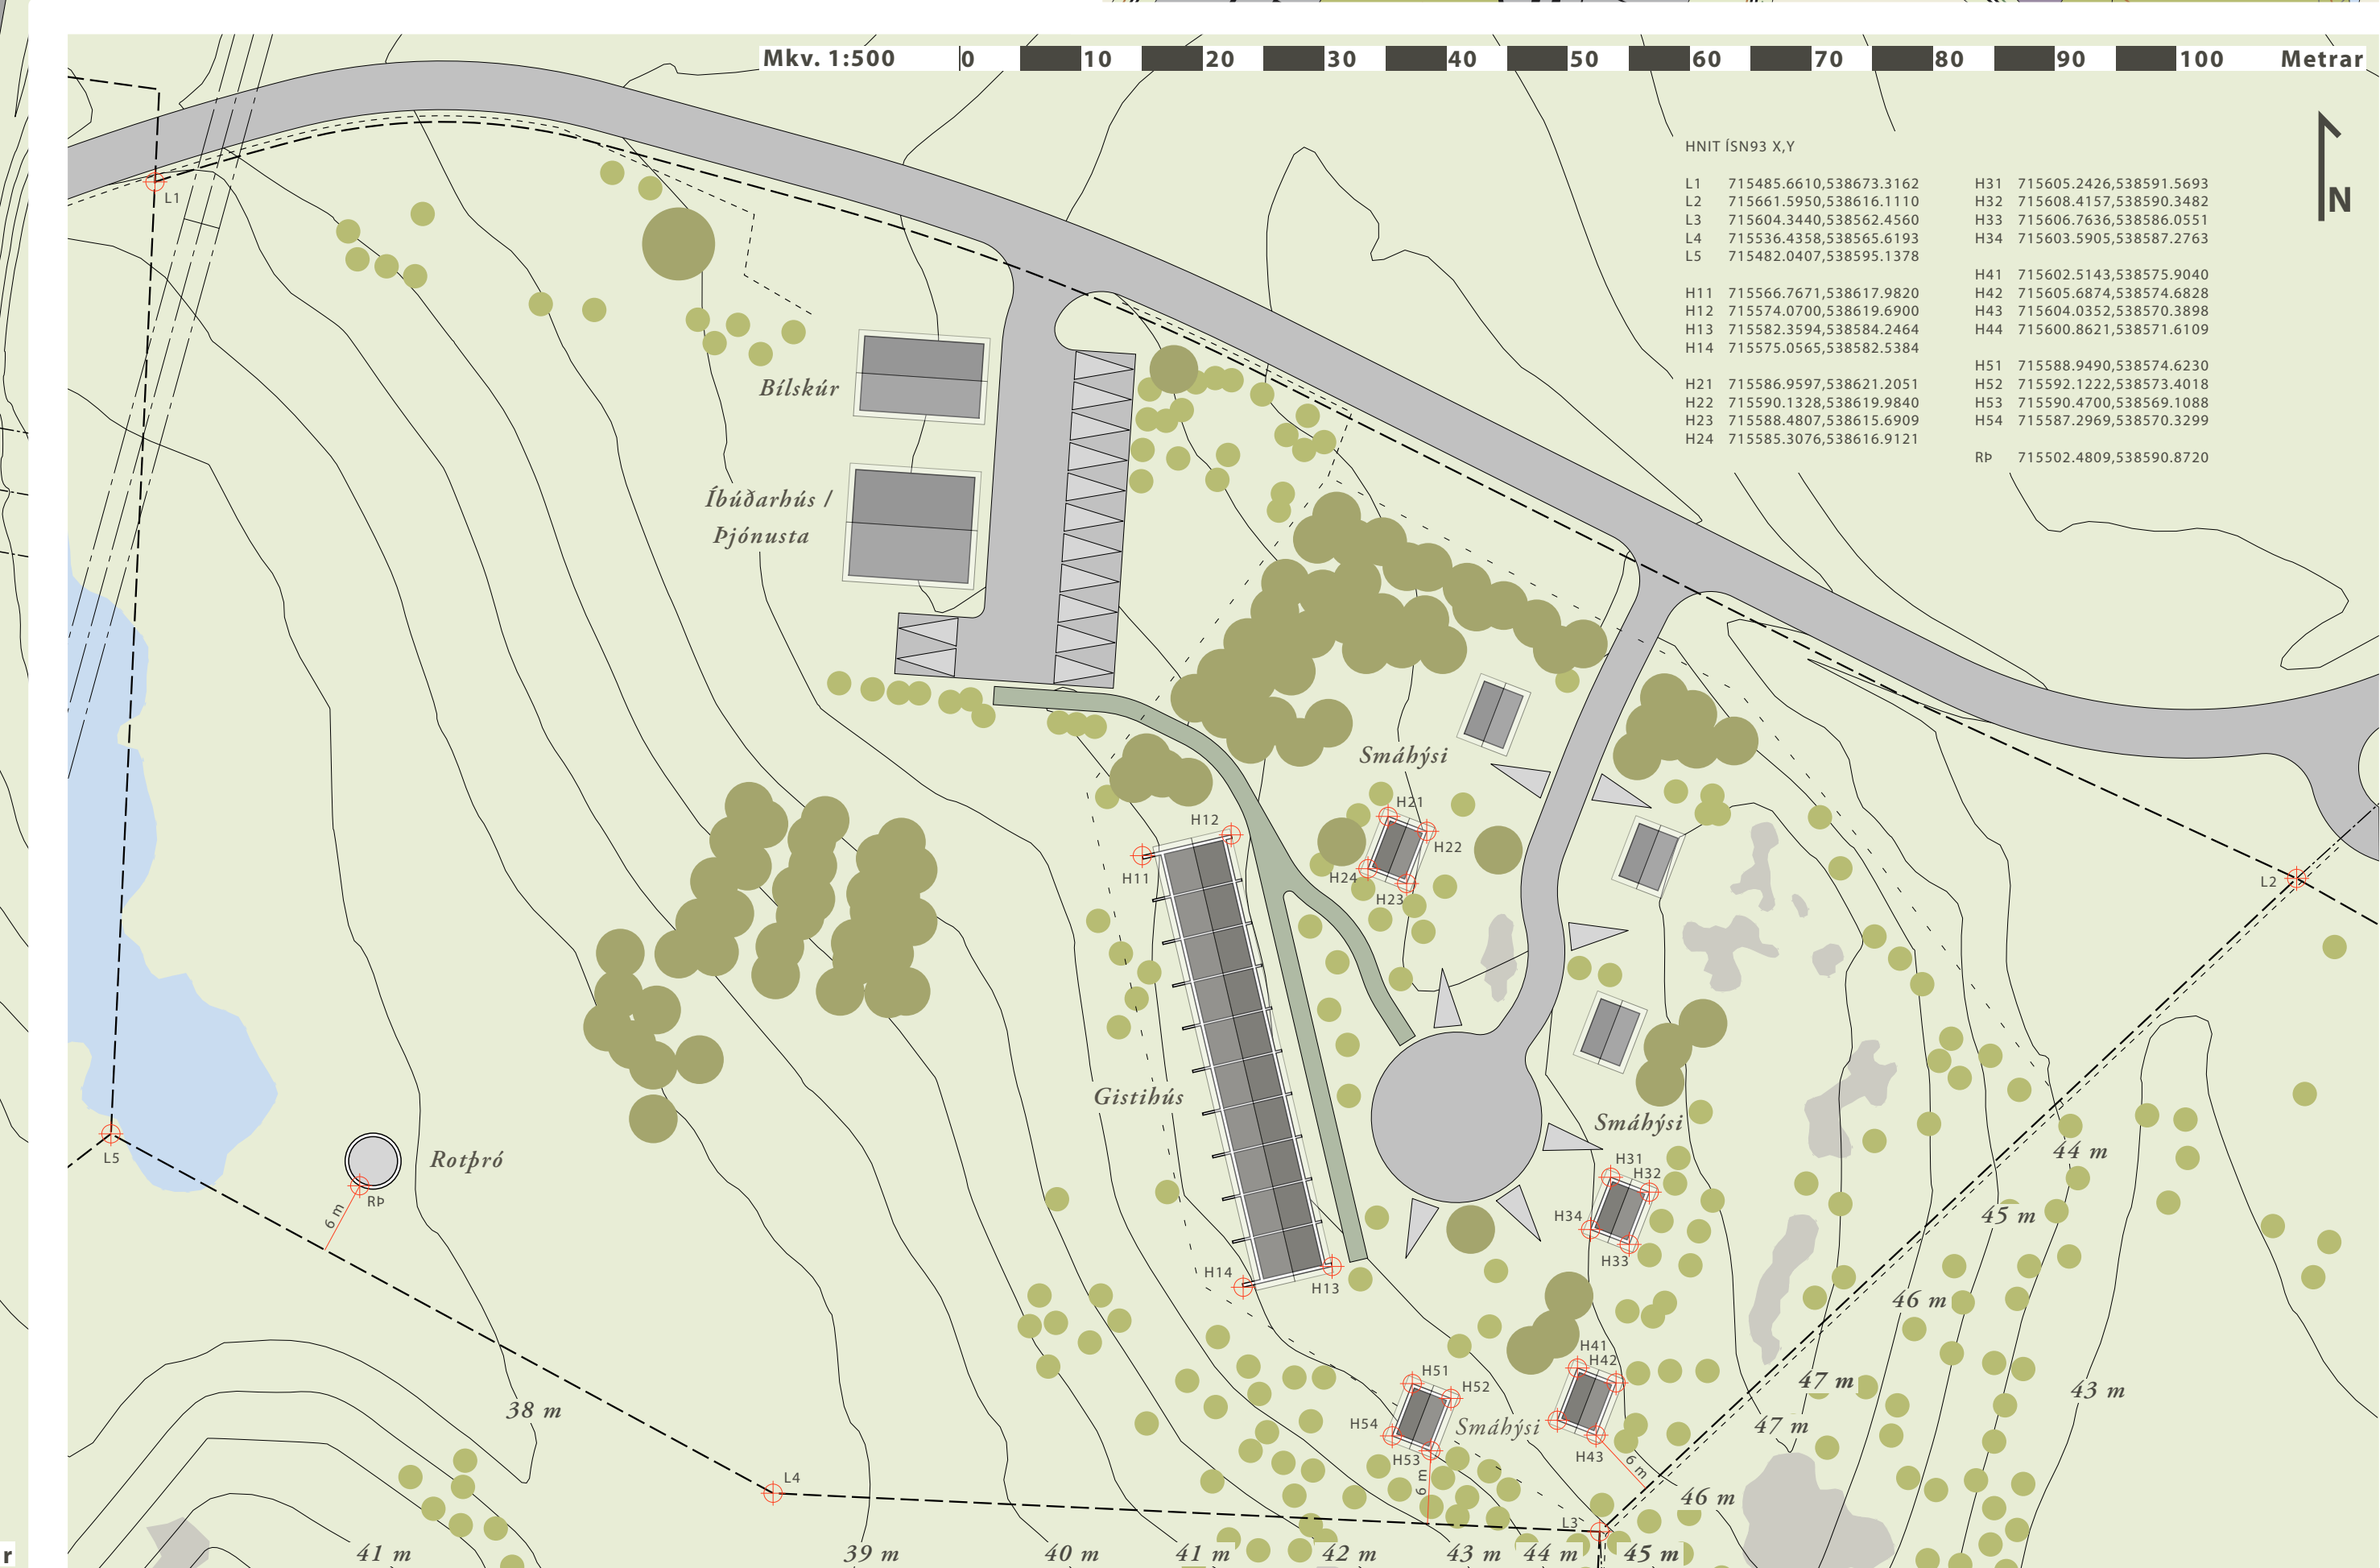 Mkv. 1:500 0 10 20 30 40 50 60 70 80 90 100 Metrar
HNIT ÍSN93 X,Y
L1 715485.6610,538673.3162
L2 715661.5950,538616.1110
L3 715604.3440,538562.4560
L4 715536.4358,538565.6193
L5 715482.0407,538595.1378
H11 715566.7671,538617.9820
H12 715574.0700,538619.6900
H13 715582.3594,538584.2464
H14 715575.0565,538582.5384
H21 715586.9597,538621.2051
H22 715590.1328,538619.9840
H23 715588.4807,538615.6909
H24 715585.3076,538616.9121
H31 715605.2426,538591.5693
H32 715608.4157,538590.3482
H33 715606.7636,538586.0551
H34 715603.5905,538587.2763
H41 715602.5143,538575.9040
H42 715605.6874,538574.6828
H43 715604.0352,538570.3898
H44 715600.8621,538571.6109
H51 715588.9490,538574.6230
H52 715592.1222,538573.4018
H53 715590.4700,538569.1088
H54 715587.2969,538570.3299
RÞ 715502.4809,538590.8720
N
L1
Bílskúr
Íbúðarhús /
Þjónusta
Smáhýsi
H21
H12
H22
H11
H24
H23
L2
Gistihús
Smáhýsi
L5
Rotþró
RÞ
6 m
H31
H32
H34
H33
H14
H13
44 m
45 m
46 m
H41
H42
H51
H52
47 m
43 m
38 m
H54
Smáhýsi
47 m
H53
H43
6 m
6 m
L4
46 m
L3
r
41 m
39 m
40 m
41 m
42 m
43 m
44 m
45 m